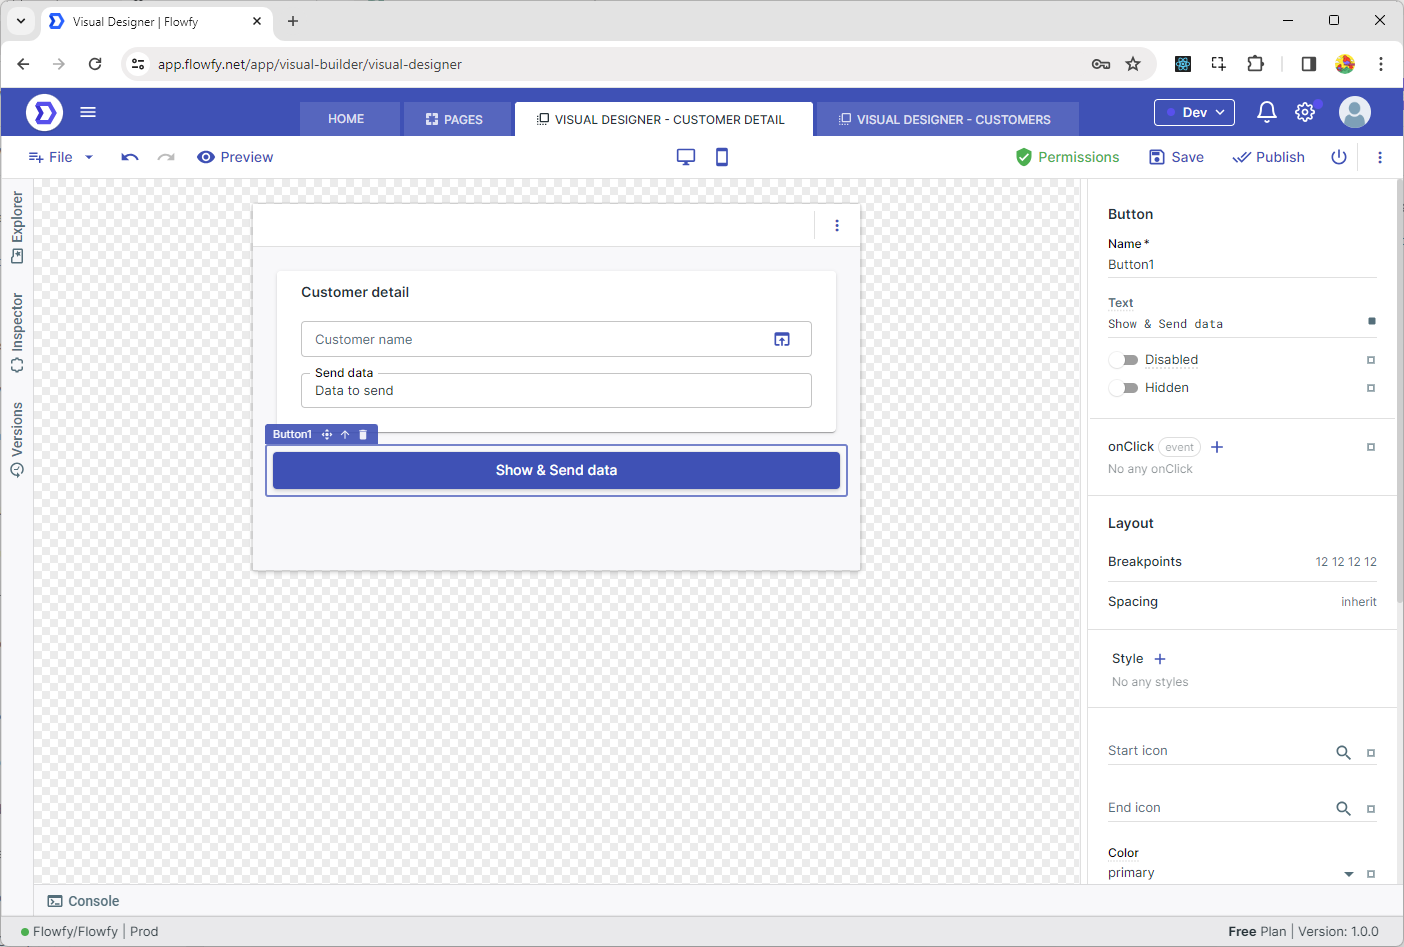 Visual Designer | Flowfy
app.flowfy.net/app/visual-builder/visual-designer
HOME
PAGES
VISUAL DESIGNER - CUSTOMER DETAIL
VISUAL DESIGNER - CUSTOMERS
Dev
File
Preview
Permissions
Save
Publish
Explorer
Inspector
Versions
Customer detail
Customer name
Send data
Data to send
Button1
Show & Send data
Button
Name *
Button1
Text
Show & Send data
Disabled
Hidden
onClick event
No any onClick
Layout
Breakpoints 12 12 12 12
Spacing inherit
Style
No any styles
Start icon
End icon
Color
primary
Console
Flowfy/Flowfy | Prod
Free Plan | Version: 1.0.0